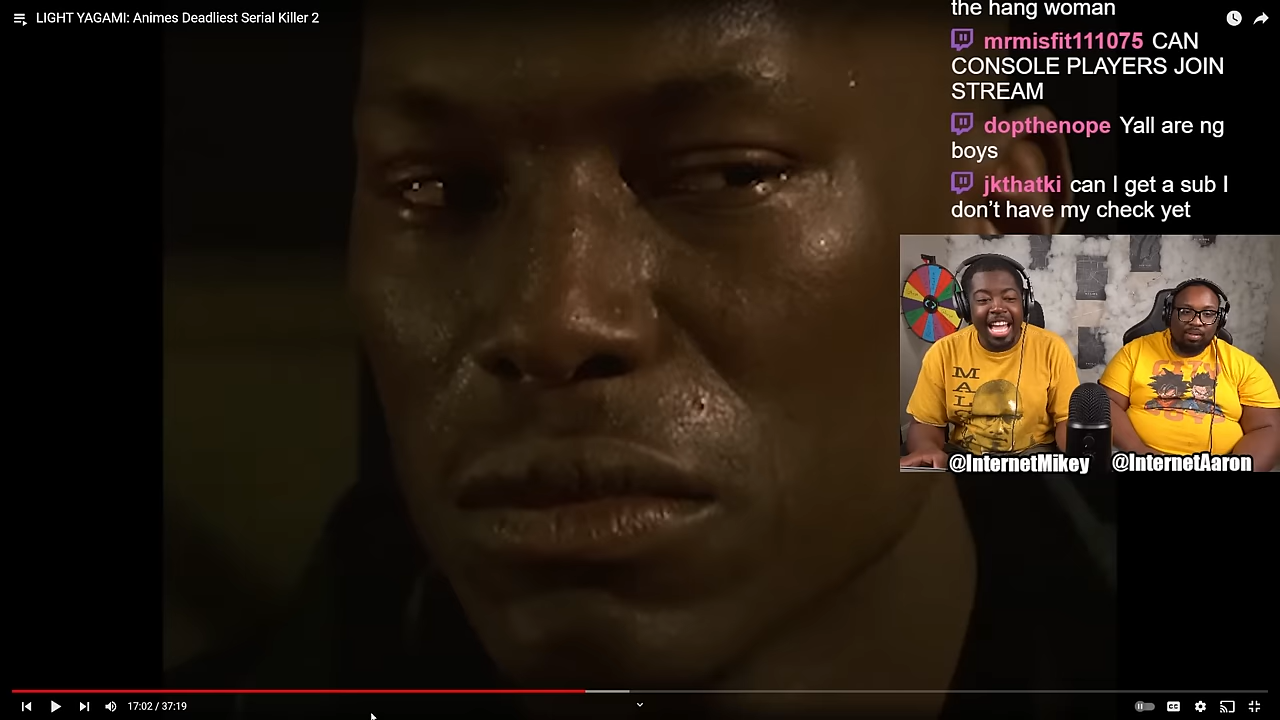 LIGHT YAGAMI: Animes Deadliest Serial Killer 2
the hang woman
mrmisfit111075 CAN
CONSOLE PLAYERS JOIN
STREAM
dopthenope Yall are ng
boys
jkthatki can I get a sub I
don’t have my check yet
@InternetMikey
@InternetAaron
17:02 / 37:19
CC